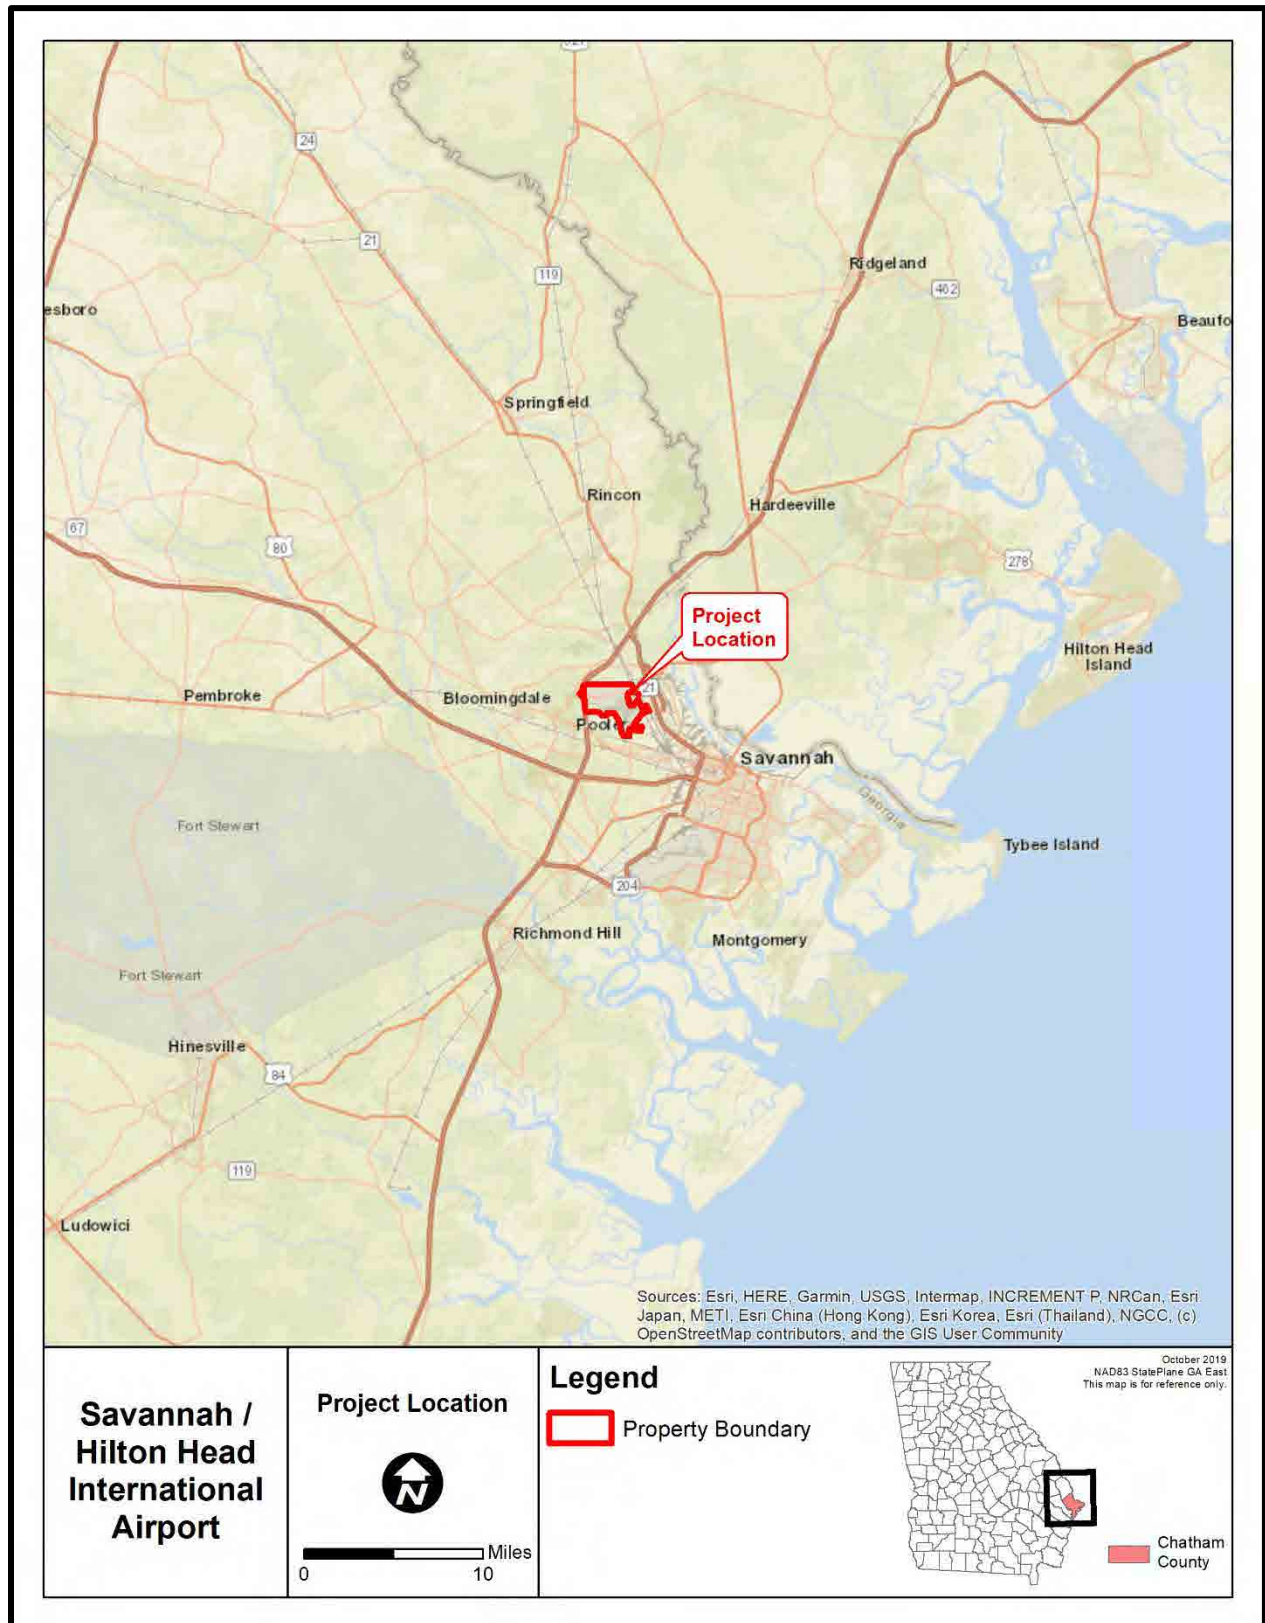 24
21
119
Ridgeland
462
esboro
Beaufo
Springfield
Rincon
Hardeeville
67
80
278
Project
Location
Hilton Head
Island
Pembroke
Bloomingdale
21
Pooler
Savannah
Georgia
Fort Stewart
Tybee Island
204
Richmond Hill
Montgomery
Fort Stewart
Hinesville
84
119
Ludowici
Sources: Esri, HERE, Garmin, USGS, Intermap, INCREMENT P, NRCan, Esri
Japan, METI, Esri China (Hong Kong), Esri Korea, Esri (Thailand), NGCC, (c)
OpenStreetMap contributors, and the GIS User Community
Savannah /
Hilton Head
International
Airport
Project Location
N
Miles
0 10
Legend
Property Boundary
October 2019
NAD83 StatePlane GA East
This map is for reference only.
Chatham
County